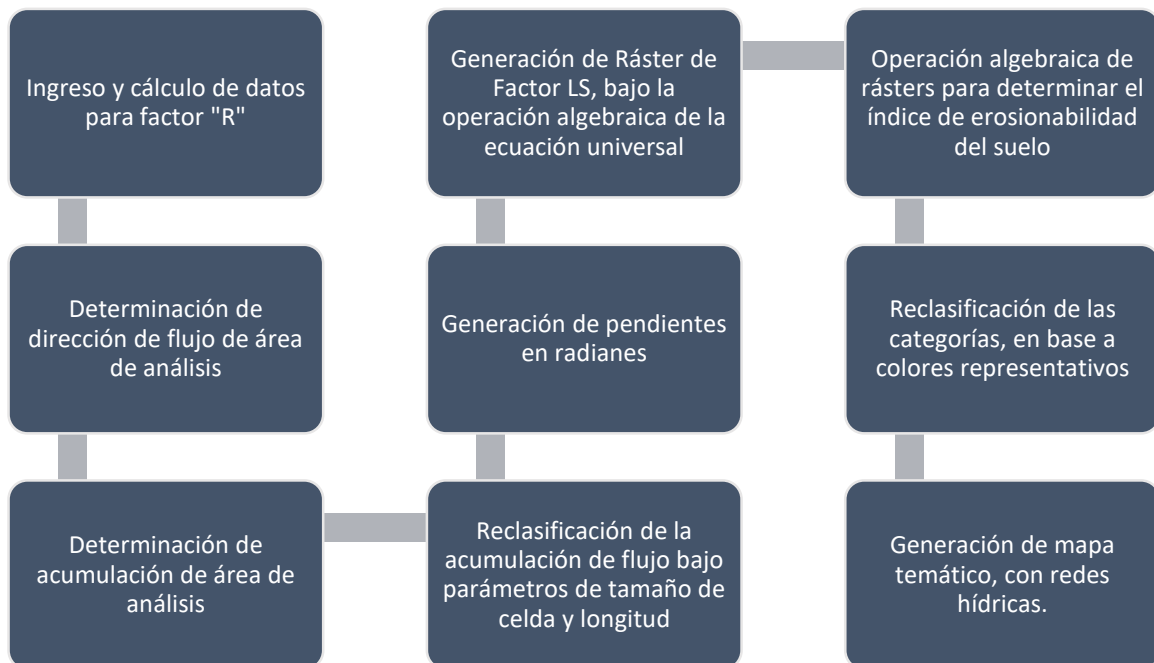 Ingreso y cálculo de datos
para factor "R"
Determinación de
dirección de flujo de área
de análisis
Determinación de
acumulación de área de
análisis
Reclasificación de la
acumulación de flujo bajo
parámetros de tamaño de
celda y longitud
Generación de pendientes
en radianes
Generación de Ráster de
Factor LS, bajo la
operación algebraica de la
ecuación universal
Operación algebraica de
rásters para determinar el
índice de erosionabilidad
del suelo
Reclasificación de las
categorías, en base a
colores representativos
Generación de mapa
temático, con redes
hídricas.